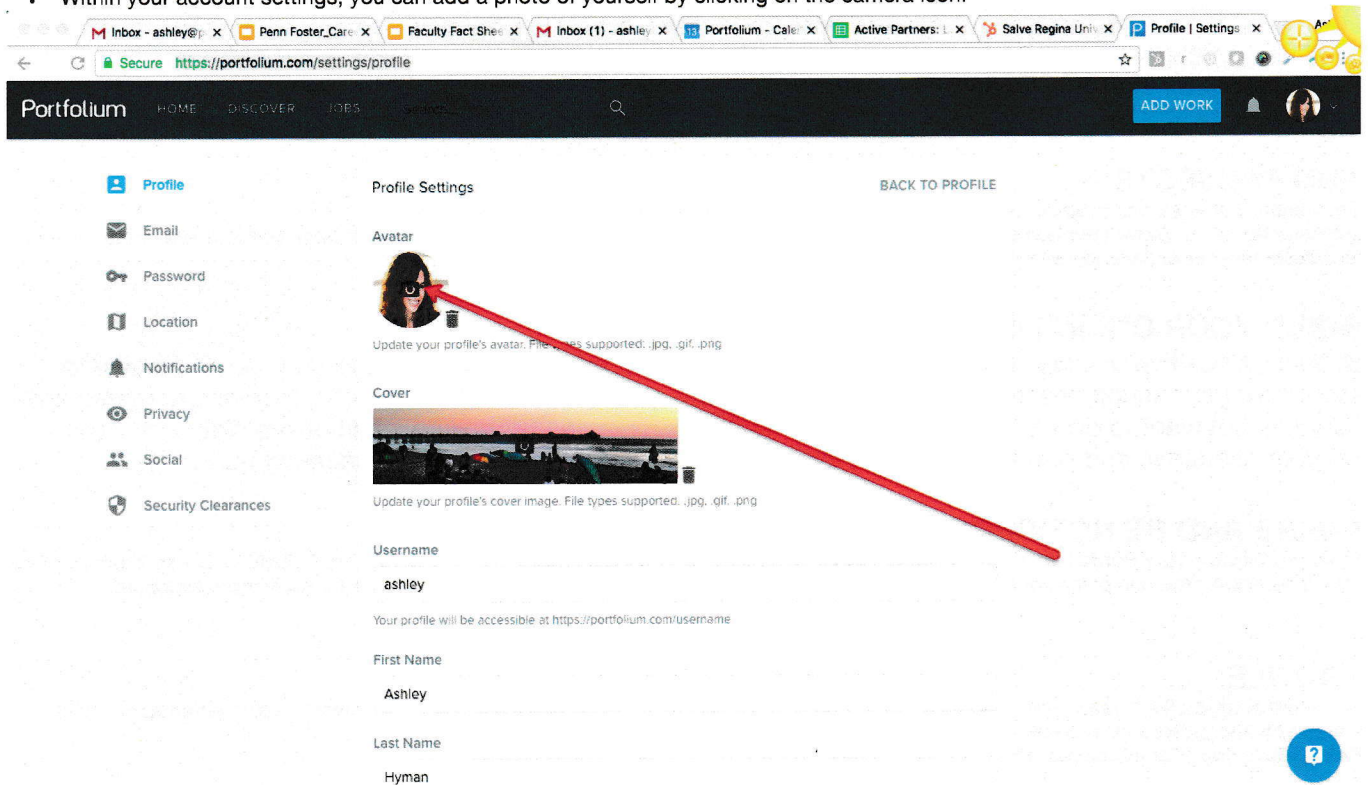 • Within your account settings, you can add a photo of yourself by clicking on the camera icon.
Inbox - ashley@p x Penn Foster_Care x Faculty Fact Shee x Inbox (1) - ashley x Portfolium - Cale x Active Partners: L x Salve Regina Univ x Profile | Settings x
Secure https://portfolium.com/settings/profile
Portfolium HOME DISCOVER JOBS Search ADD WORK
Profile Profile Settings BACK TO PROFILE
Email
Avatar
Password
Location
Update your profile's avatar. File types supported: .jpg, .gif, .png
Notifications
Cover
Privacy
Social
Security Clearances
Update your profile's cover image. File types supported: .jpg, .gif, .png
Username
ashley
Your profile will be accessible at https://portfolium.com/username
First Name
Ashley
Last Name
Hyman